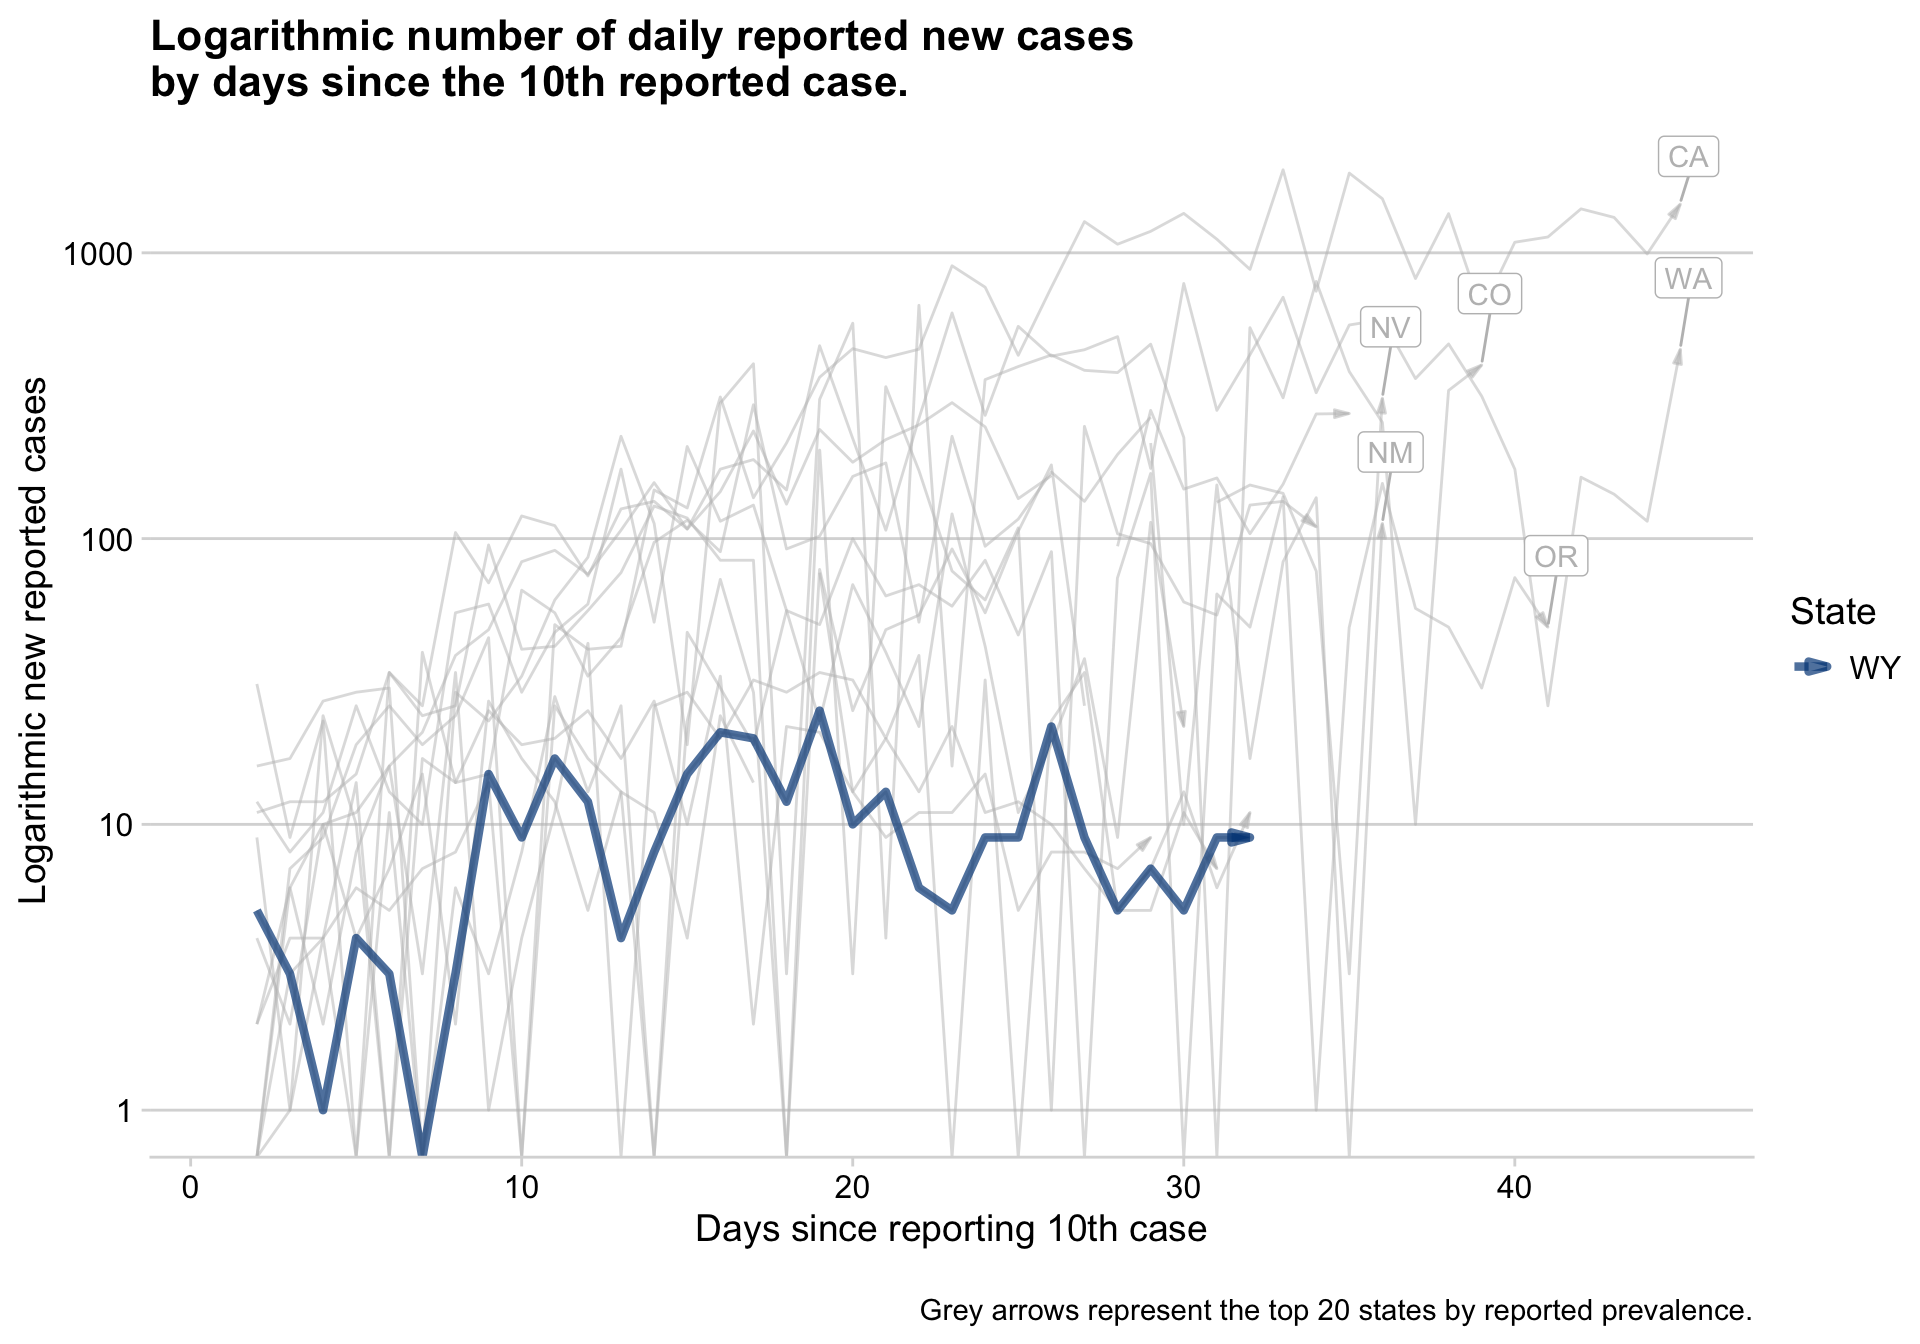 Logarithmic number of daily reported new cases
by days since the 10th reported case.
CA
WA
CO
NV
NM
OR
1000
100
10
1
Logarithmic new reported cases
0 10 20 30 40
Days since reporting 10th case
State
WY
Grey arrows represent the top 20 states by reported prevalence.